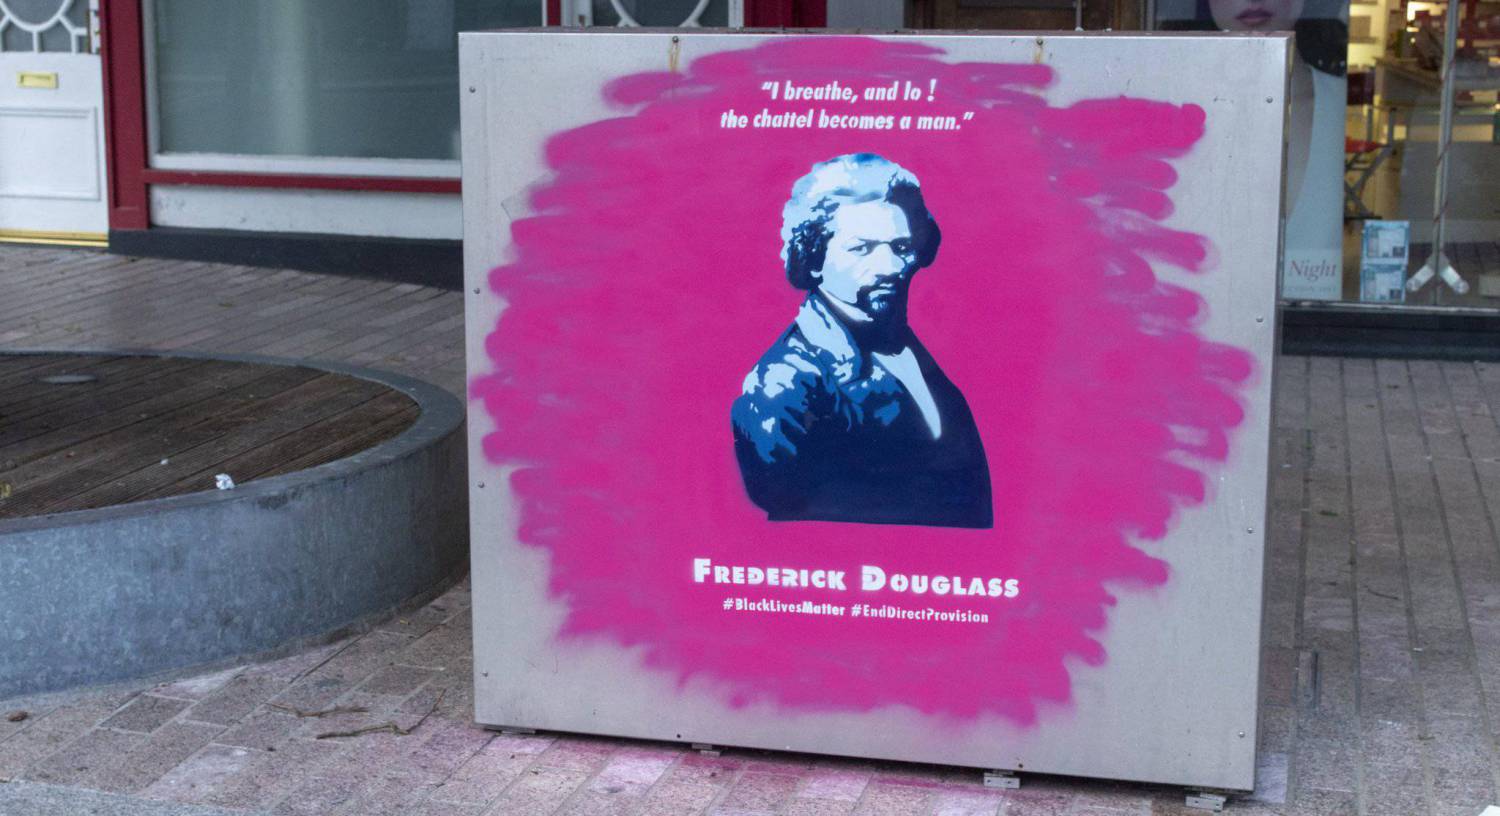 “I breathe, and lo !
the chattel becomes a man.”
FREDERICK DOUGLASS
#BlackLivesMatter #EndDirectProvision
Night